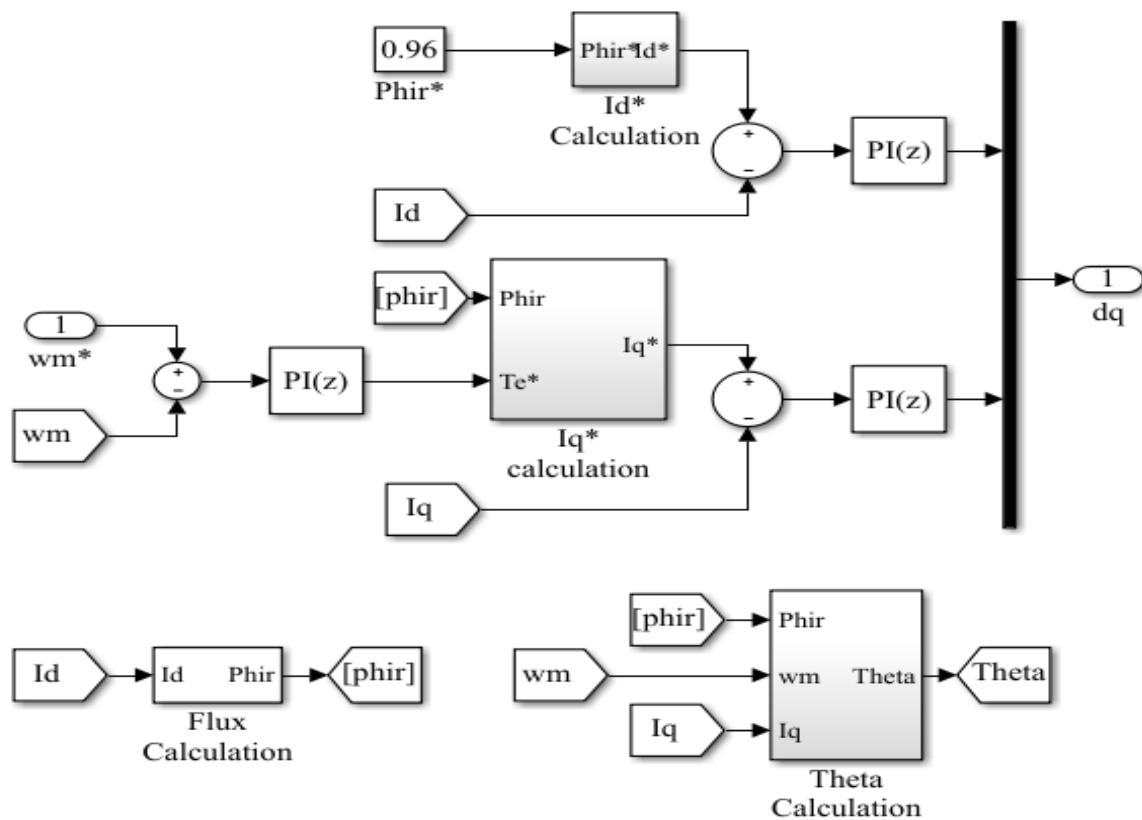 0.96
Phir*
Phir*
Id*
Id*
Calculation
+
−
PI(z)
Id
[phir]
Phir
Iq*
Te*
Iq*
calculation
1
wm*
+
−
PI(z)
wm
+
−
PI(z)
Iq
1
dq
Id
Id
Phir
[phir]
Flux
Calculation
[phir]
wm
Iq
Phir
wm
Theta
Iq
Theta
Theta
Calculation